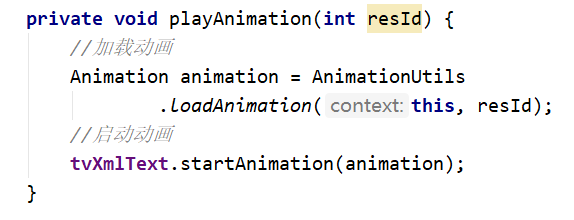 private void playAnimation(int resId) {
//加载动画
Animation animation = AnimationUtils
.loadAnimation( context: this, resId);
//启动动画
tvXmlText.startAnimation(animation);
}